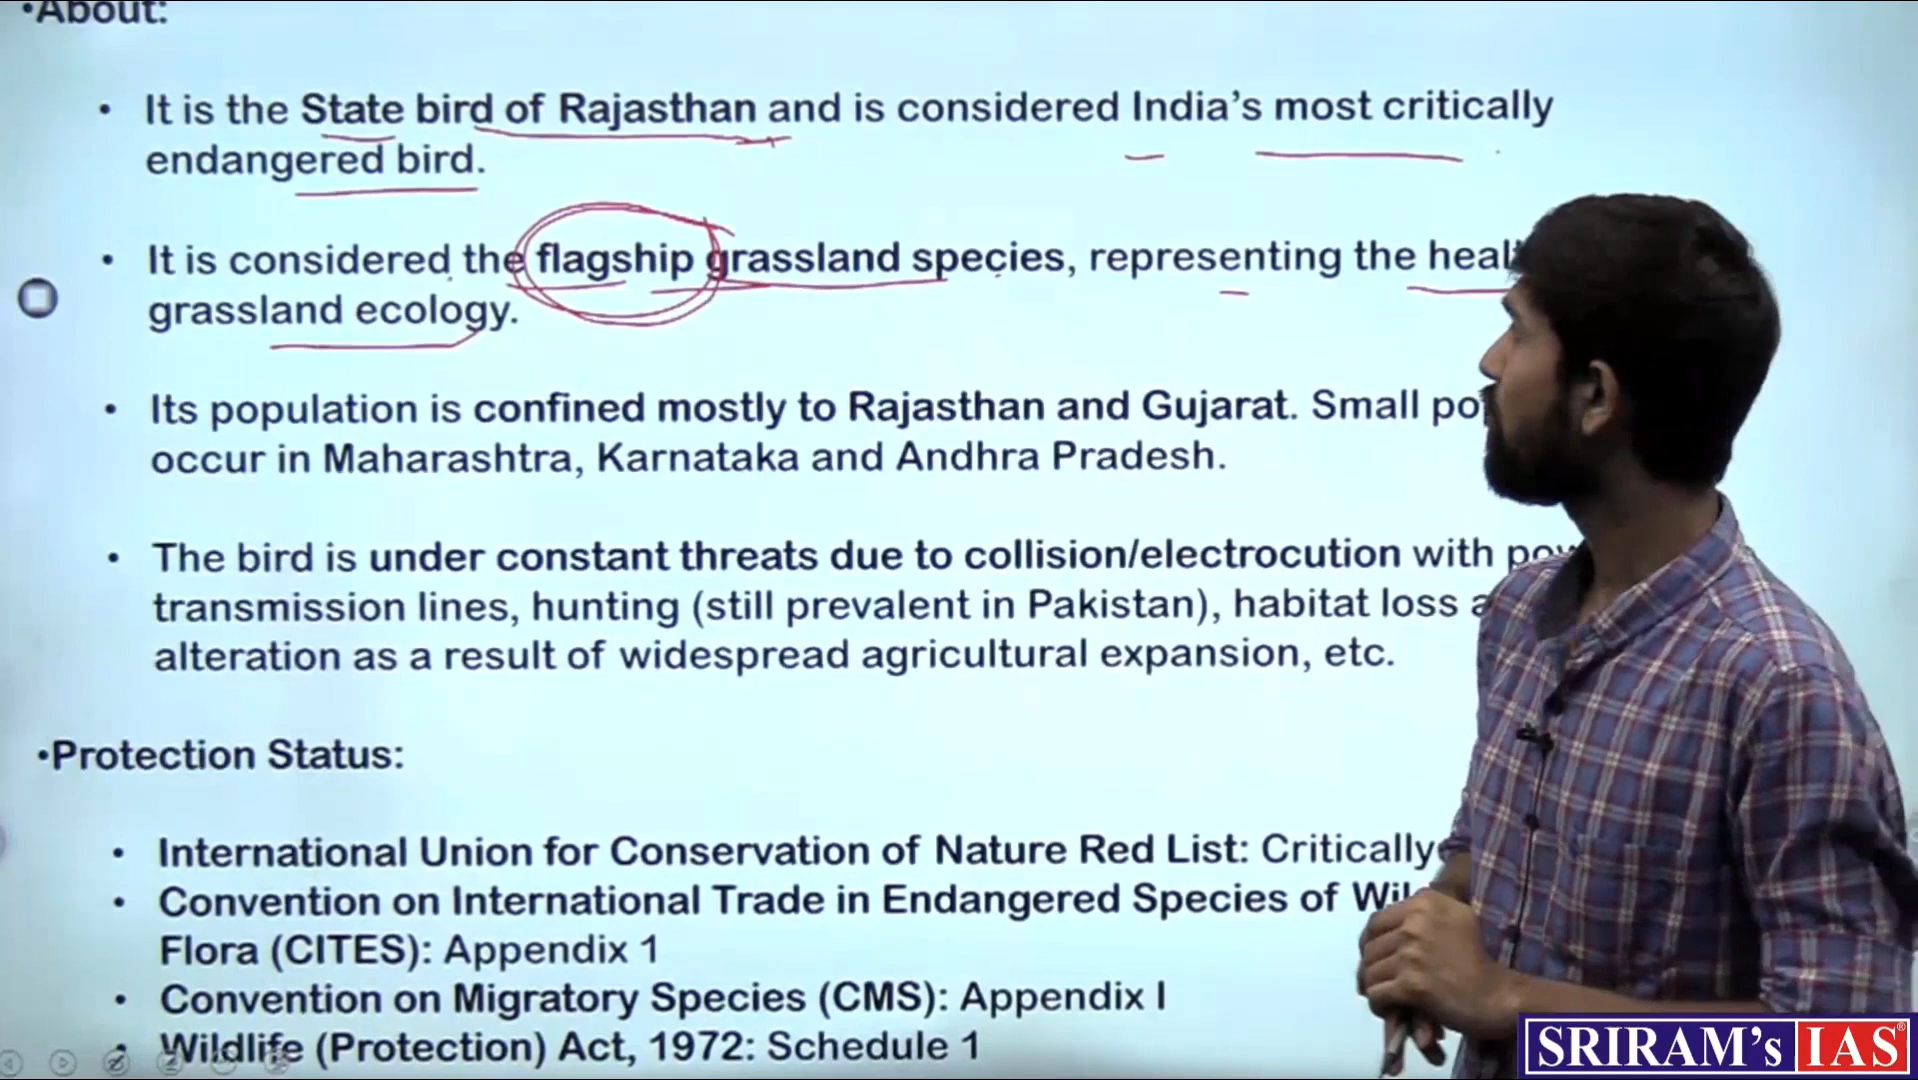 •About:
• It is the State bird of Rajasthan and is considered India's most critically
endangered bird.
• It is considered the flagship grassland species, representing the
grassland ecology.
• Its population is confined mostly to Rajasthan and Gujarat. Small
occur in Maharashtra, Karnataka and Andhra Pradesh.
• The bird is under constant threats due to collision/electrocution with
transmission lines, hunting (still prevalent in Pakistan), habitat loss
alteration as a result of widespread agricultural expansion, etc.
•Protection Status:
• International Union for Conservation of Nature Red List: Critically
• Convention on International Trade in Endangered Species of
Flora (CITES): Appendix 1
• Convention on Migratory Species (CMS): Appendix I
• Wildlife (Protection) Act, 1972: Schedule 1
SRIRAM's IAS®